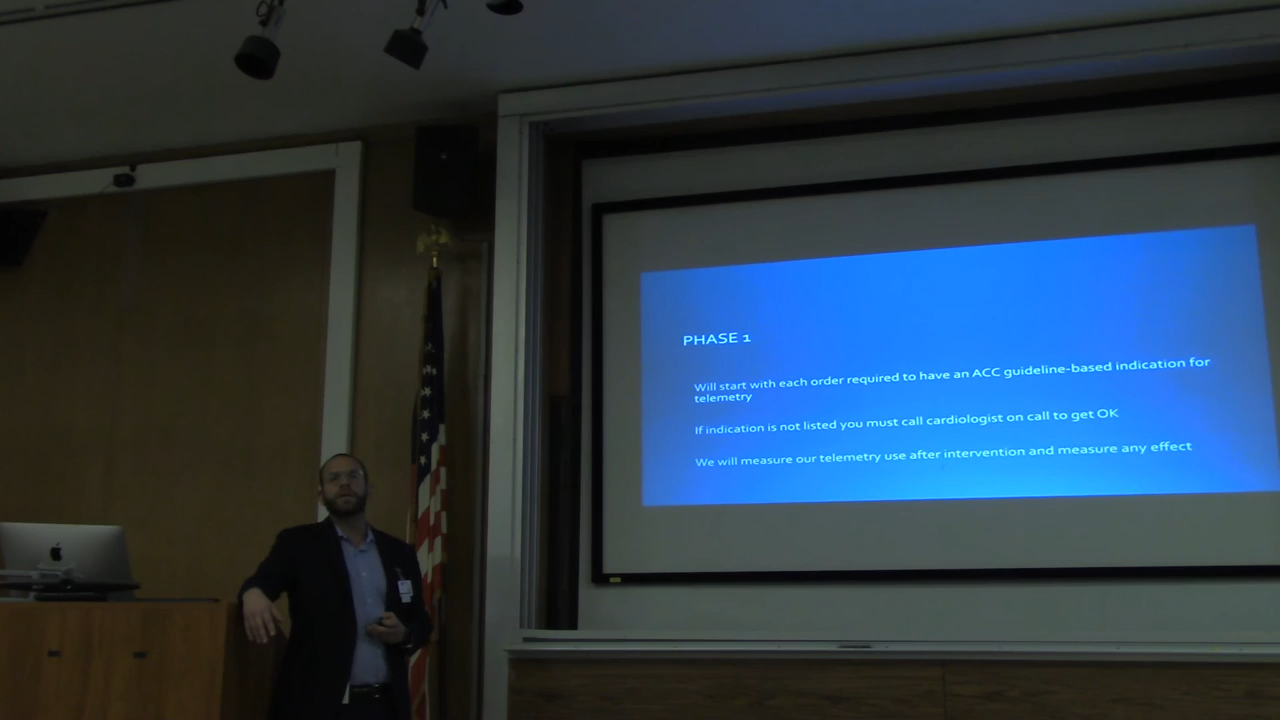 PHASE 1
Will start with each order required to have an ACC guideline-based indication for
telemetry
If indication is not listed you must call cardiologist on call to get OK
We will measure our telemetry use after intervention and measure any effect